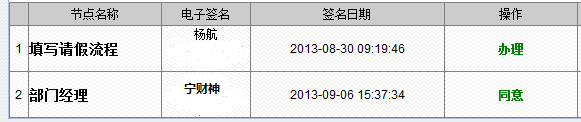 节点名称 电子签名 签名日期 操作
1 填写请假流程 杨航 2013-08-30 09:19:46 办理
2 部门经理 宁财神 2013-09-06 15:37:34 同意